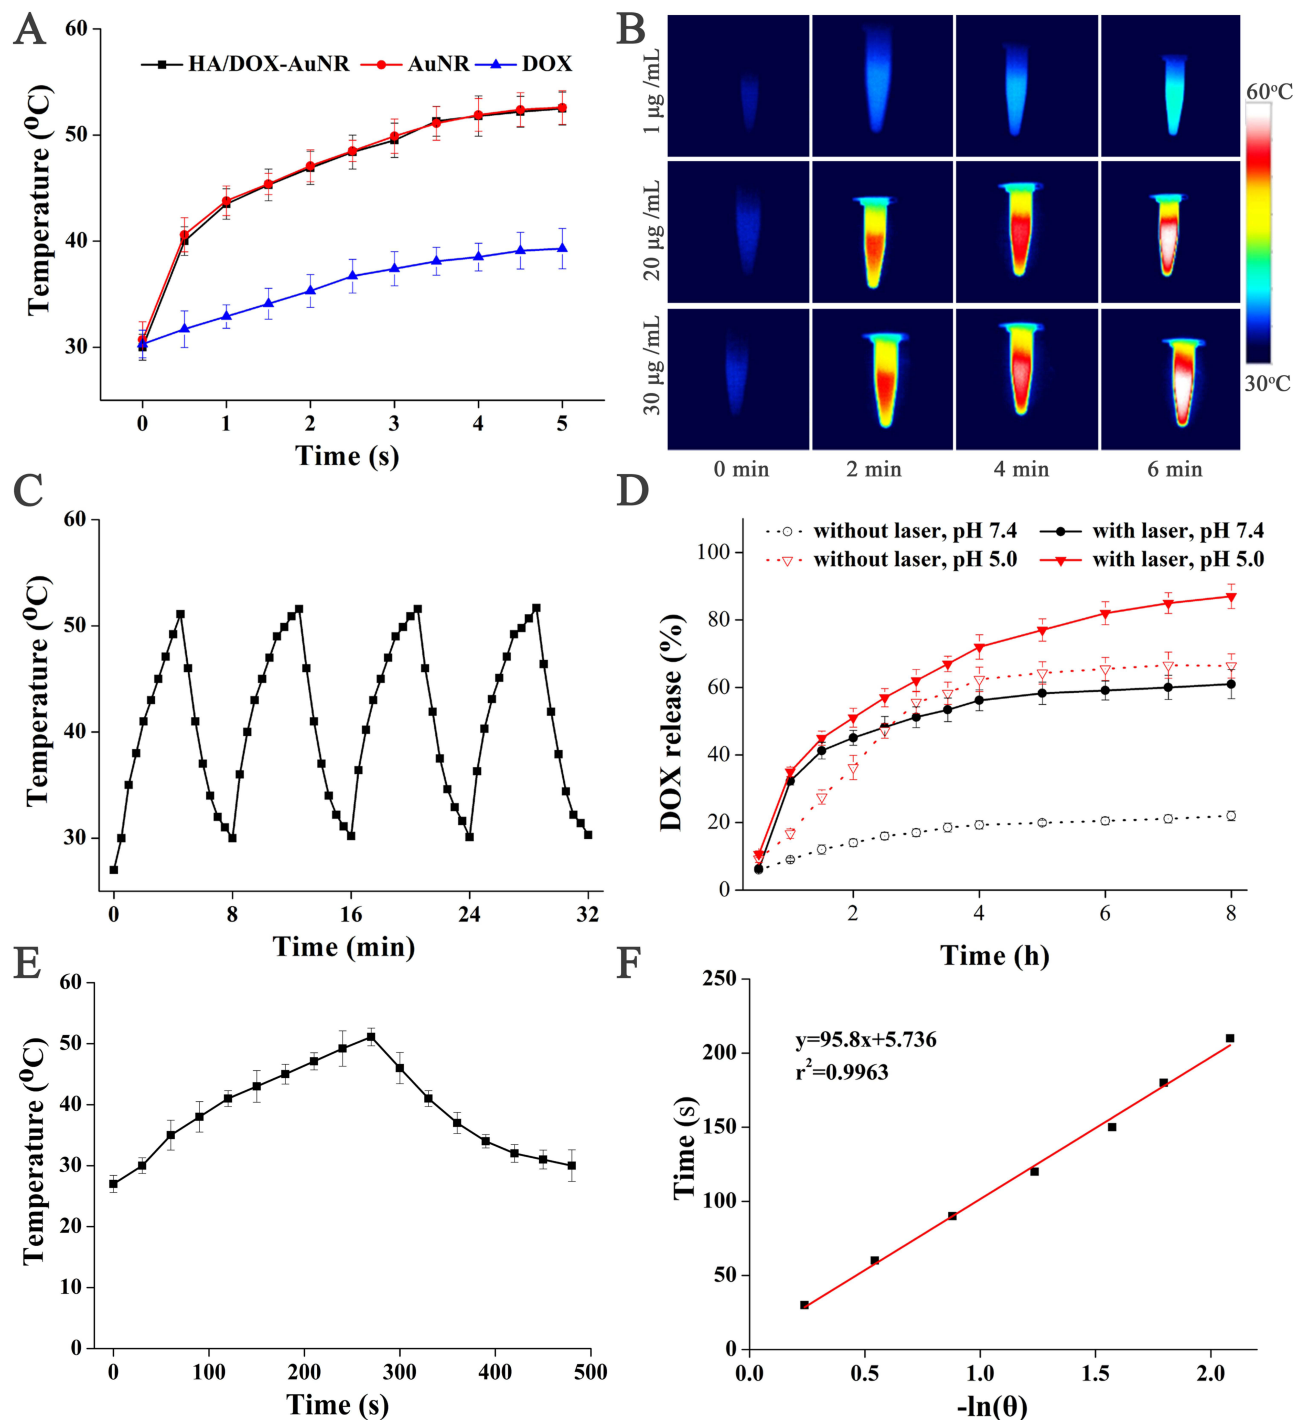 A
HA/DOX-AuNR AuNR DOX
Temperature (⁰C)
60
50
40
30
0 1 2 3 4 5
Time (s)
B
1 µg /mL
20 µg /mL
30 µg /mL
60°C
30°C
0 min 2 min 4 min 6 min
C
Temperature (⁰C)
60
50
40
30
0 8 16 24 32
Time (min)
D
without laser, pH 7.4 with laser, pH 7.4
without laser, pH 5.0 with laser, pH 5.0
DOX release (%)
100
80
60
40
20
0
2 4 6 8
Time (h)
E
Temperature (⁰C)
60
50
40
30
20
10
0
0 100 200 300 400 500
Time (s)
F
y=95.8x+5.736
r²=0.9963
Time (s)
250
200
150
100
50
0
0.0 0.5 1.0 1.5 2.0
-ln(θ)